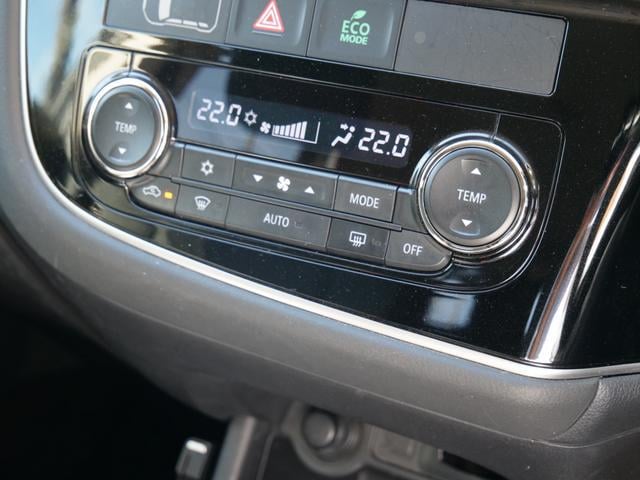 ECO
MODE
22.0 22.0
TEMP
TEMP
MODE
AUTO
OFF